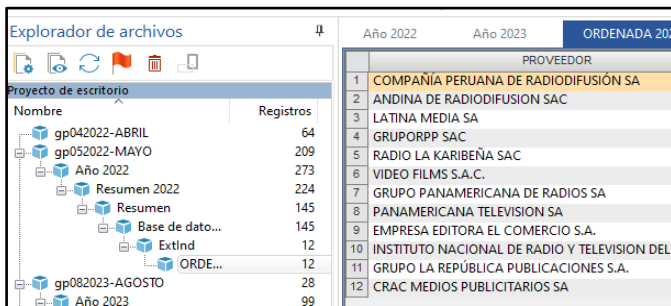 Explorador de archivos
Proyecto de escritorio
Nombre Registros
gp042022-ABRIL 64
gp052022-MAYO 209
Año 2022 273
Resumen 2022 224
Resumen 145
Base de dato... 145
ExtInd 12
ORDE... 12
gp082023-AGOSTO 28
Año 2023 99
Año 2022 Año 2023 ORDENADA 202
PROVEEDOR
1 COMPAÑÍA PERUANA DE RADIODIFUSIÓN SA
2 ANDINA DE RADIODIFUSION SAC
3 LATINA MEDIA SA
4 GRUPORPP SAC
5 RADIO LA KARIBEÑA SAC
6 VIDEO FILMS S.A.C.
7 GRUPO PANAMERICANA DE RADIOS SA
8 PANAMERICANA TELEVISION SA
9 EMPRESA EDITORA EL COMERCIO S.A.
10 INSTITUTO NACIONAL DE RADIO Y TELEVISION DEL
11 GRUPO LA REPÚBLICA PUBLICACIONES S.A.
12 CRAC MEDIOS PUBLICITARIOS SA